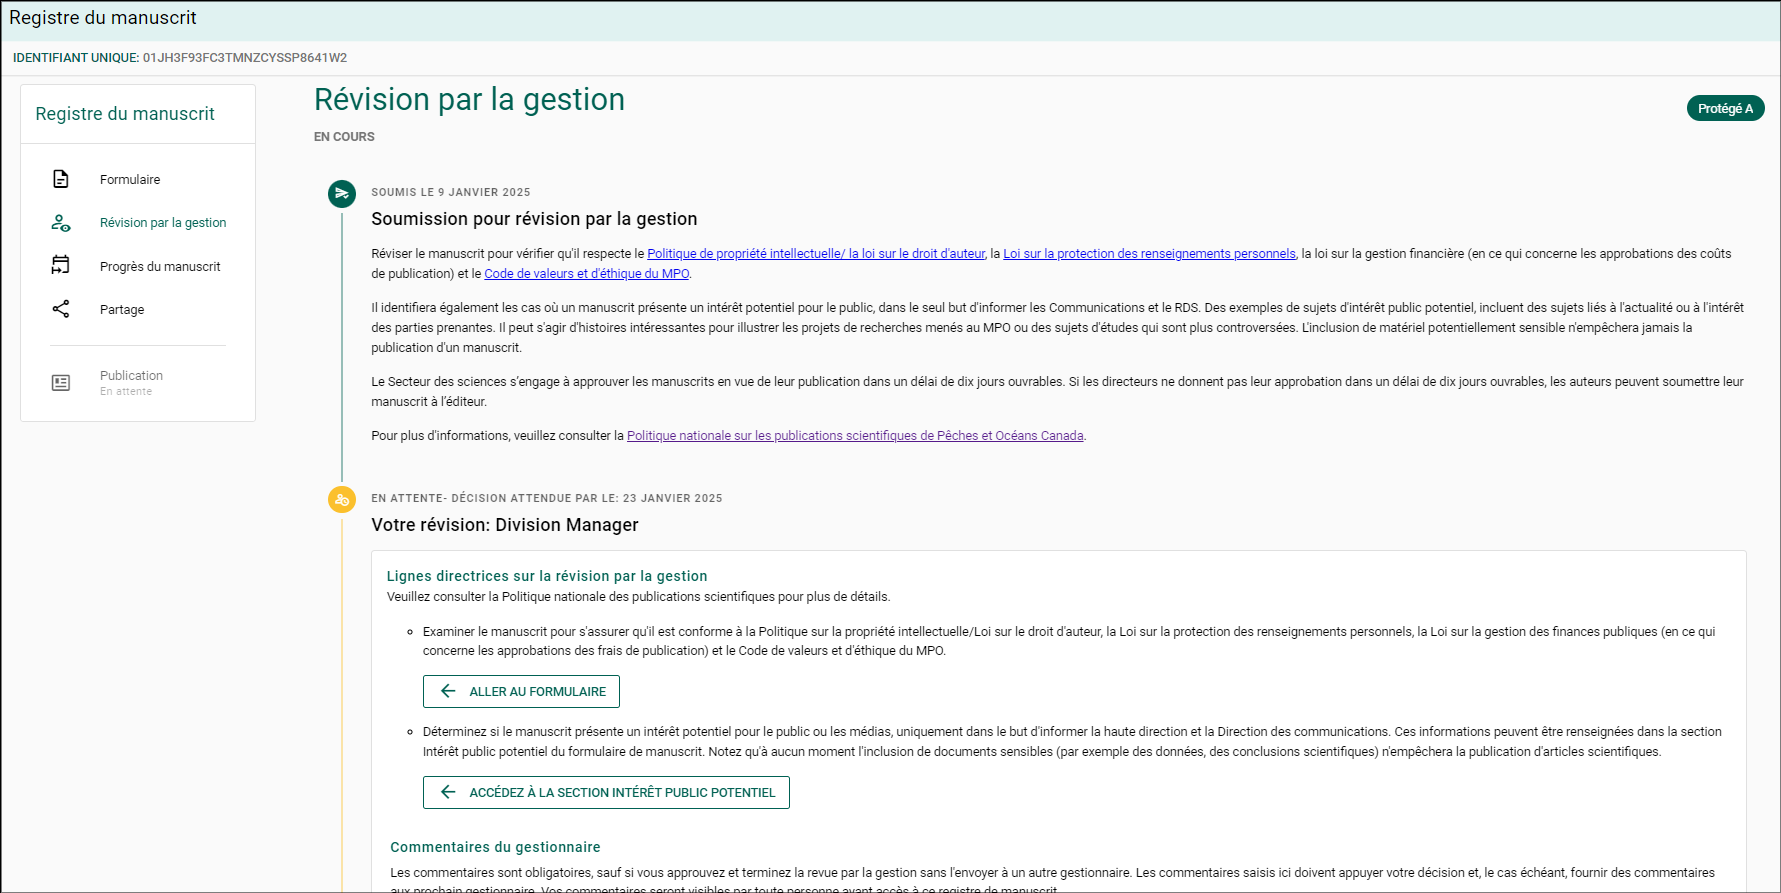 Registre du manuscrit
IDENTIFIANT UNIQUE: 01JH3F93FC3TMNZCYSSP8641W2
Registre du manuscrit
Formulaire
Révision par la gestion
Progrès du manuscrit
Partage
Publication
En attente
Révision par la gestion
EN COURS
Protégé A
SOUMIS LE 9 JANVIER 2025
Soumission pour révision par la gestion
Réviser le manuscrit pour vérifier qu'il respecte le Politique de propriété intellectuelle/ la loi sur le droit d'auteur, la Loi sur la protection des renseignements personnels, la loi sur la gestion financière (en ce qui concerne les approbations des coûts
de publication) et le Code de valeurs et d'éthique du MPO.
Il identifiera également les cas où un manuscrit présente un intérêt potentiel pour le public, dans le seul but d'informer les Communications et le RDS. Des exemples de sujets d'intérêt public potentiel, incluent des sujets liés à l'actualité ou à l'intérêt
des parties prenantes. Il peut s'agir d'histoires intéressantes pour illustrer les projets de recherches menés au MPO ou des sujets d'études qui sont plus controversées. L'inclusion de matériel potentiellement sensible n'empêchera jamais la
publication d'un manuscrit.
Le Secteur des sciences s’engage à approuver les manuscrits en vue de leur publication dans un délai de dix jours ouvrables. Si les directeurs ne donnent pas leur approbation dans un délai de dix jours ouvrables, les auteurs peuvent soumettre leur
manuscrit à l’éditeur.
Pour plus d'informations, veuillez consulter la Politique nationale sur les publications scientifiques de Pêches et Océans Canada.
EN ATTENTE- DÉCISION ATTENDUE PAR LE: 23 JANVIER 2025
Votre révision: Division Manager
Lignes directrices sur la révision par la gestion
Veuillez consulter la Politique nationale des publications scientifiques pour plus de détails.
Examiner le manuscrit pour s'assurer qu'il est conforme à la Politique sur la propriété intellectuelle/Loi sur le droit d'auteur, la Loi sur la protection des renseignements personnels, la Loi sur la gestion des finances publiques (en ce qui
concerne les approbations des frais de publication) et le Code de valeurs et d'éthique du MPO.
ALLER AU FORMULAIRE
Déterminez si le manuscrit présente un intérêt potentiel pour le public ou les médias, uniquement dans le but d'informer la haute direction et la Direction des communications. Ces informations peuvent être renseignées dans la section
Intérêt public potentiel du formulaire de manuscrit. Notez qu'à aucun moment l'inclusion de documents sensibles (par exemple des données, des conclusions scientifiques) n'empêchera la publication d'articles scientifiques.
ACCÉDEZ À LA SECTION INTÉRÊT PUBLIC POTENTIEL
Commentaires du gestionnaire
Les commentaires sont obligatoires, sauf si vous approuvez et terminez la revue par la gestion sans l'envoyer à un autre gestionnaire. Les commentaires saisis ici doivent appuyer votre décision et, le cas échéant, fournir des commentaires
aux prochain gestionnaire. Vos commentaires seront visibles par toute personne ayant accès à ce registre de manuscrit.